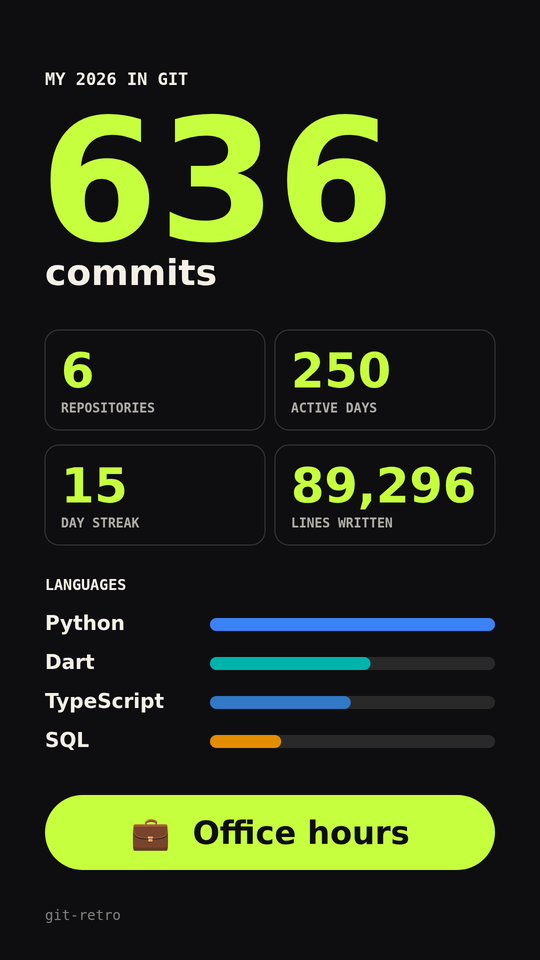 MY 2026 IN GIT
636
commits
6
REPOSITORIES
250
ACTIVE DAYS
15
DAY STREAK
89,296
LINES WRITTEN
LANGUAGES
Python
Dart
TypeScript
SQL
Office hours
git-retro